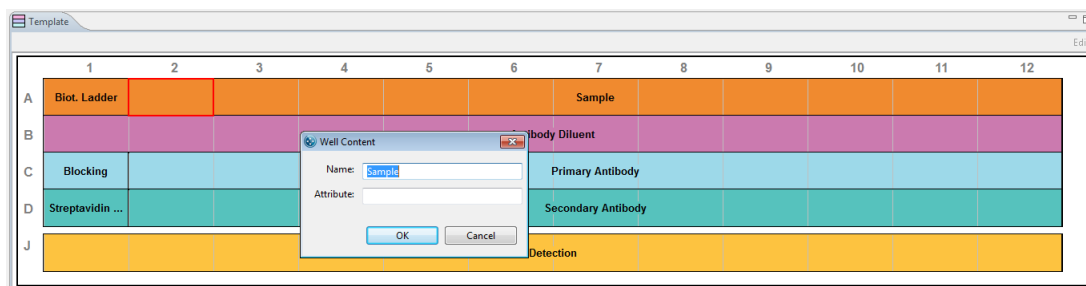 Template
Edi
1 2 3 4 5 6 7 8 9 10 11 12
A Biot. Ladder Sample
B ibody Diluent
Well Content
Name: Sample
C Blocking Primary Antibody
Attribute:
D Streptavidin ... Secondary Antibody
OK Cancel
J Detection